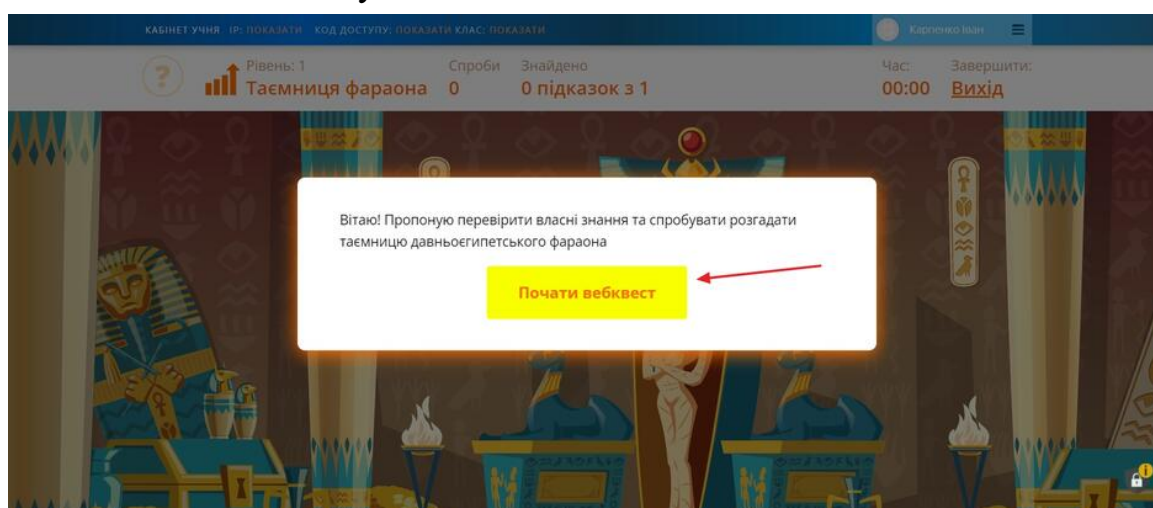 КАБІНЕТ УЧНЯ IP: ПОКАЗАТИ КОД ДОСТУПУ: ПОКАЗАТИ КЛАС: ПОКАЗАТИ
Карпенко Іван
Рівень: 1
Таємниця фараона
Спроби
0
Знайдено
0 підказок з 1
Час:
00:00
Завершити:
Вихід
Вітаю! Пропоную перевірити власні знання та спробувати розгадати
таємницю давньоєгипетського фараона
Почати вебквест